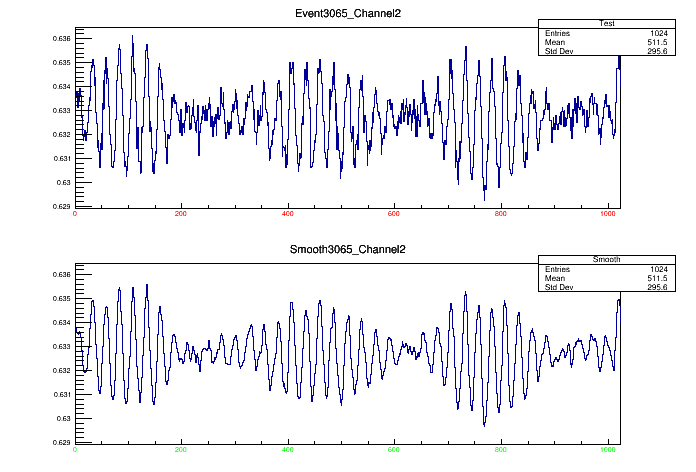 Event3065_Channel2
Test
Entries 1024
Mean 511.5
Std Dev 295.6
0.636
0.635
0.634
0.633
0.632
0.631
0.63
0.629
0 200 400 600 800 1000
Smooth3065_Channel2
Smooth
Entries 1024
Mean 511.5
Std Dev 295.6
0.636
0.635
0.634
0.633
0.632
0.631
0.63
0.629
0 200 400 600 800 1000